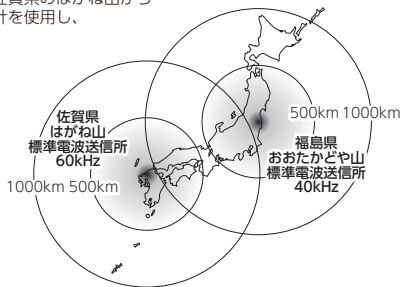 佐賀県のはがね山から
計を使用し、
佐賀県
はがね山
標準電波送信所
60kHz
1000km 500km
500km 1000km
福島県
おおたかどや山
標準電波送信所
40kHz